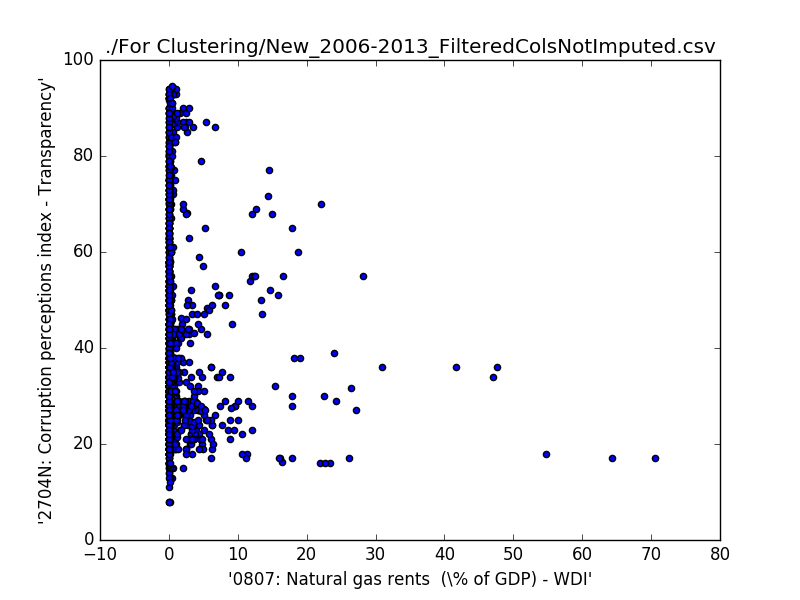 ./For Clustering/New_2006-2013_FilteredColsNotImputed.csv
'2704N: Corruption perceptions index - Transparency'
100
80
60
40
20
0
−10 0 10 20 30 40 50 60 70 80
'0807: Natural gas rents  (\% of GDP) - WDI'